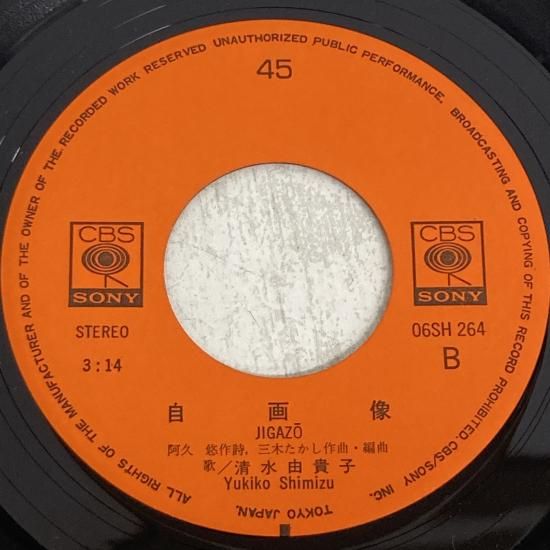 ALL RIGHTS OF THE MANUFACTURER AND OF THE OWNER OF THE RECORDED WORK RESERVED UNAUTHORIZED PUBLIC PERFORMANCE, BROADCASTING AND COPYING OF THIS RECORD PROHIBITED. CBS/SONY INC. TOKYO JAPAN.
45
CBS
SONY
CBS
SONY
STEREO
06SH 264
3:14
B
自画像
JIGAZŌ
阿久 悠作詩, 三木たかし作曲・編曲
歌/清水由貴子
Yukiko Shimizu